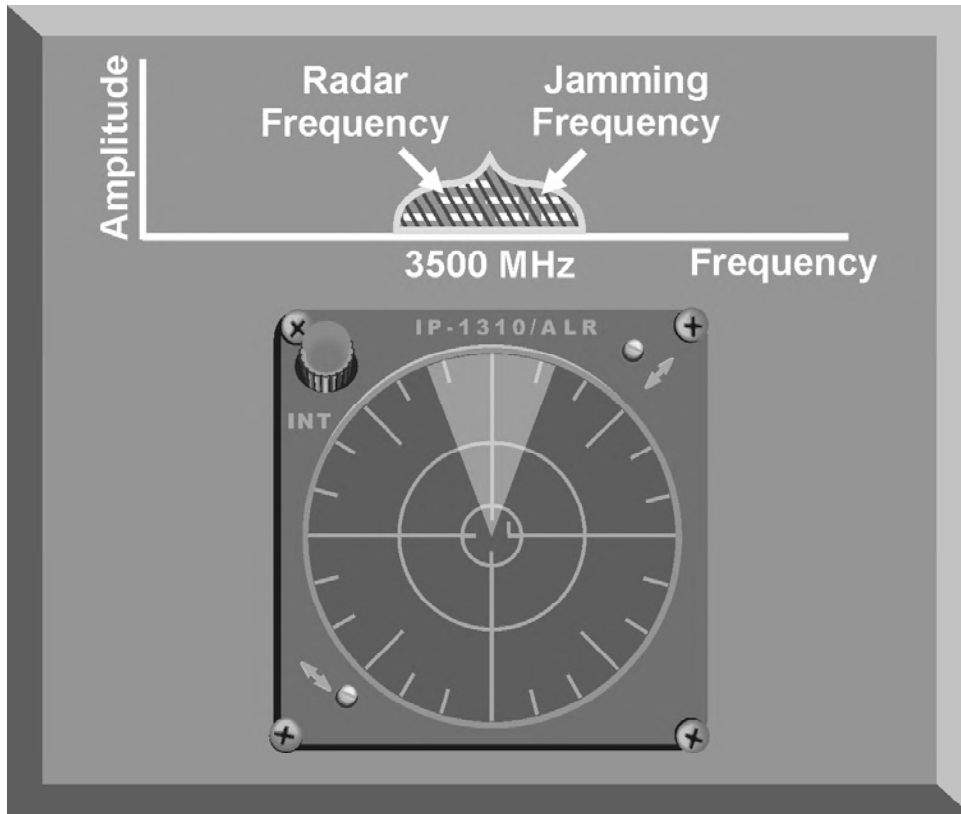 Amplitude
Radar
Frequency
Jamming
Frequency
3500 MHz
Frequency
IP-1310/ALR
INT